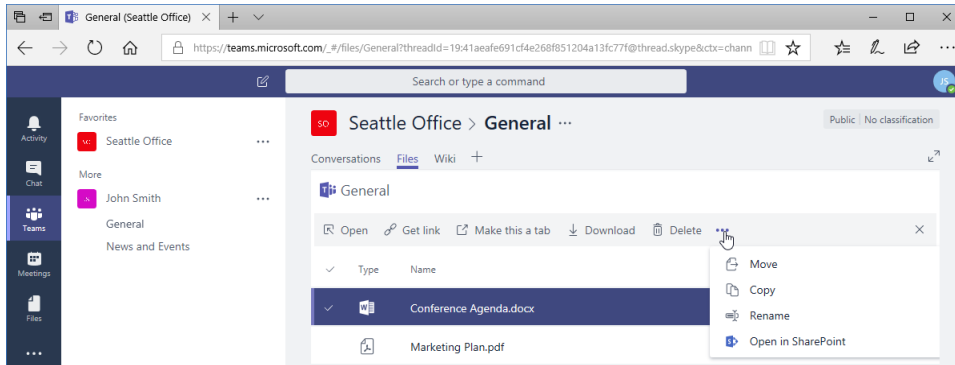 General (Seattle Office)
https://teams.microsoft.com/_#/files/General?threadId=19:41aeafe691cf4e268f851204a13fc77f@thread.skype&ctx=chann
Search or type a command
JS
Activity
Chat
Teams
Meetings
Files
Favorites
SO Seattle Office
More
John Smith
General
News and Events
SO Seattle Office > General
Public No classification
Conversations Files Wiki
General
Open Get link Make this a tab Download Delete
Type Name
Conference Agenda.docx
Marketing Plan.pdf
Move
Copy
Rename
Open in SharePoint